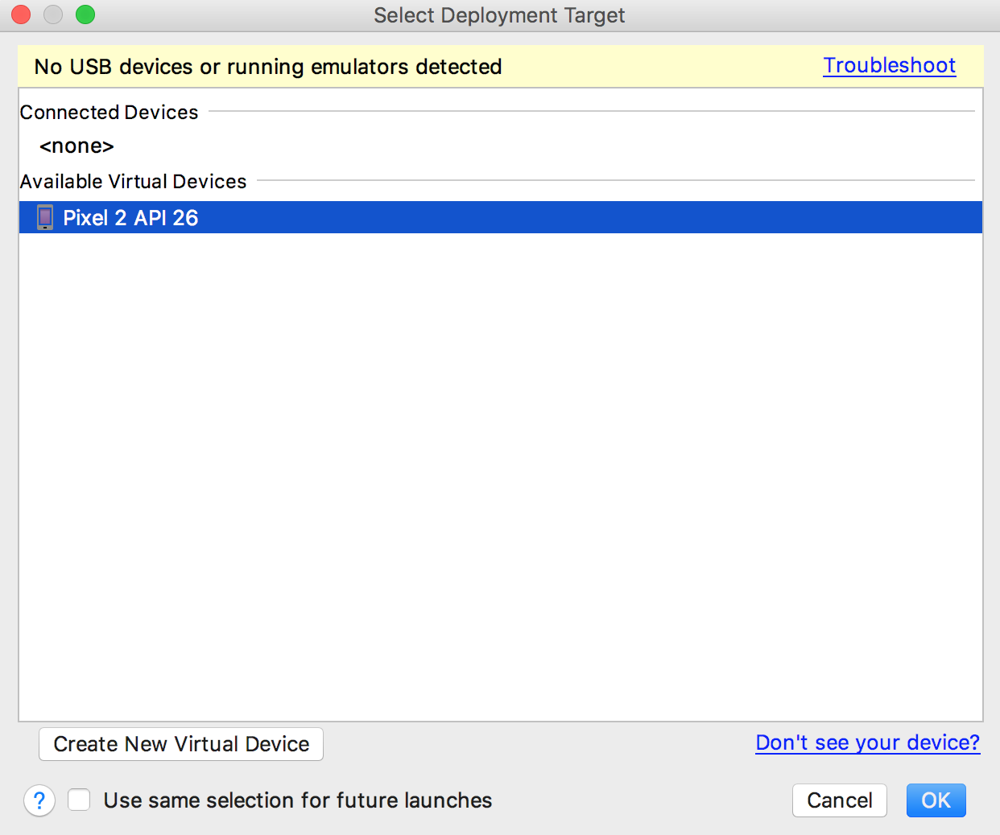 Select Deployment Target
No USB devices or running emulators detected
Troubleshoot
Connected Devices
<none>
Available Virtual Devices
Pixel 2 API 26
Create New Virtual Device
Don't see your device?
? Use same selection for future launches
Cancel
OK